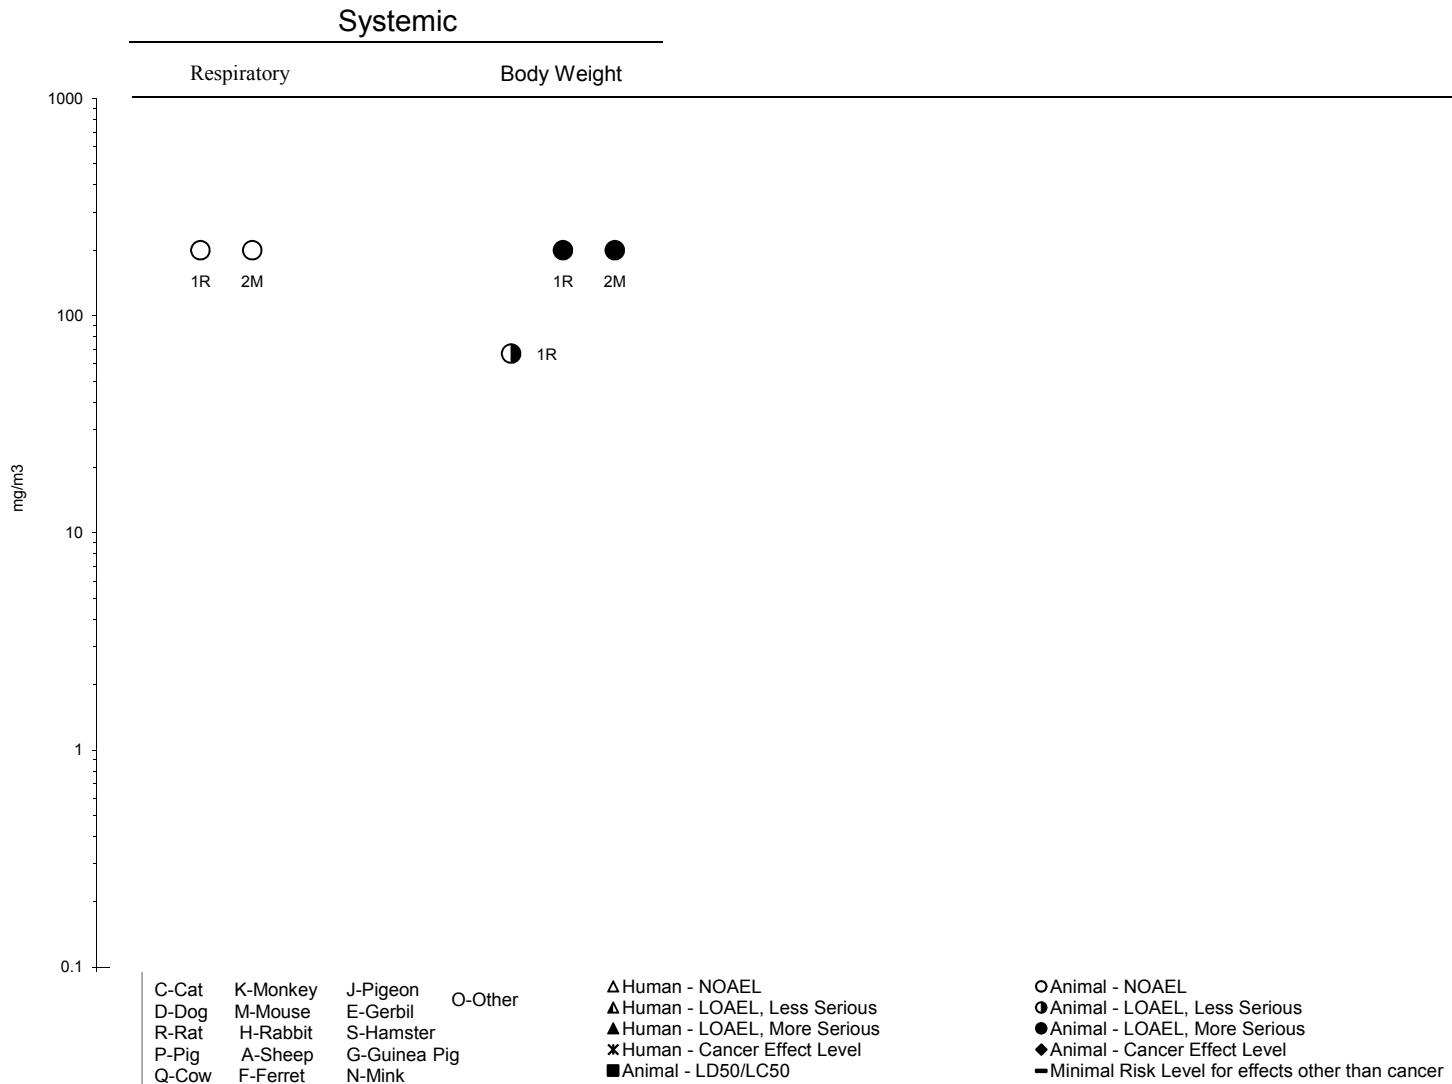 Systemic
Respiratory Body Weight
1000
1R 2M 1R 2M
100
1R
mg/m3
10
1
0.1
C-Cat K-Monkey J-Pigeon O-Other
D-Dog M-Mouse E-Gerbil
R-Rat H-Rabbit S-Hamster
P-Pig A-Sheep G-Guinea Pig
Q-Cow F-Ferret N-Mink
Human - NOAEL
Human - LOAEL, Less Serious
Human - LOAEL, More Serious
Human - Cancer Effect Level
Animal - LD50/LC50
Animal - NOAEL
Animal - LOAEL, Less Serious
Animal - LOAEL, More Serious
Animal - Cancer Effect Level
Minimal Risk Level for effects other than cancer